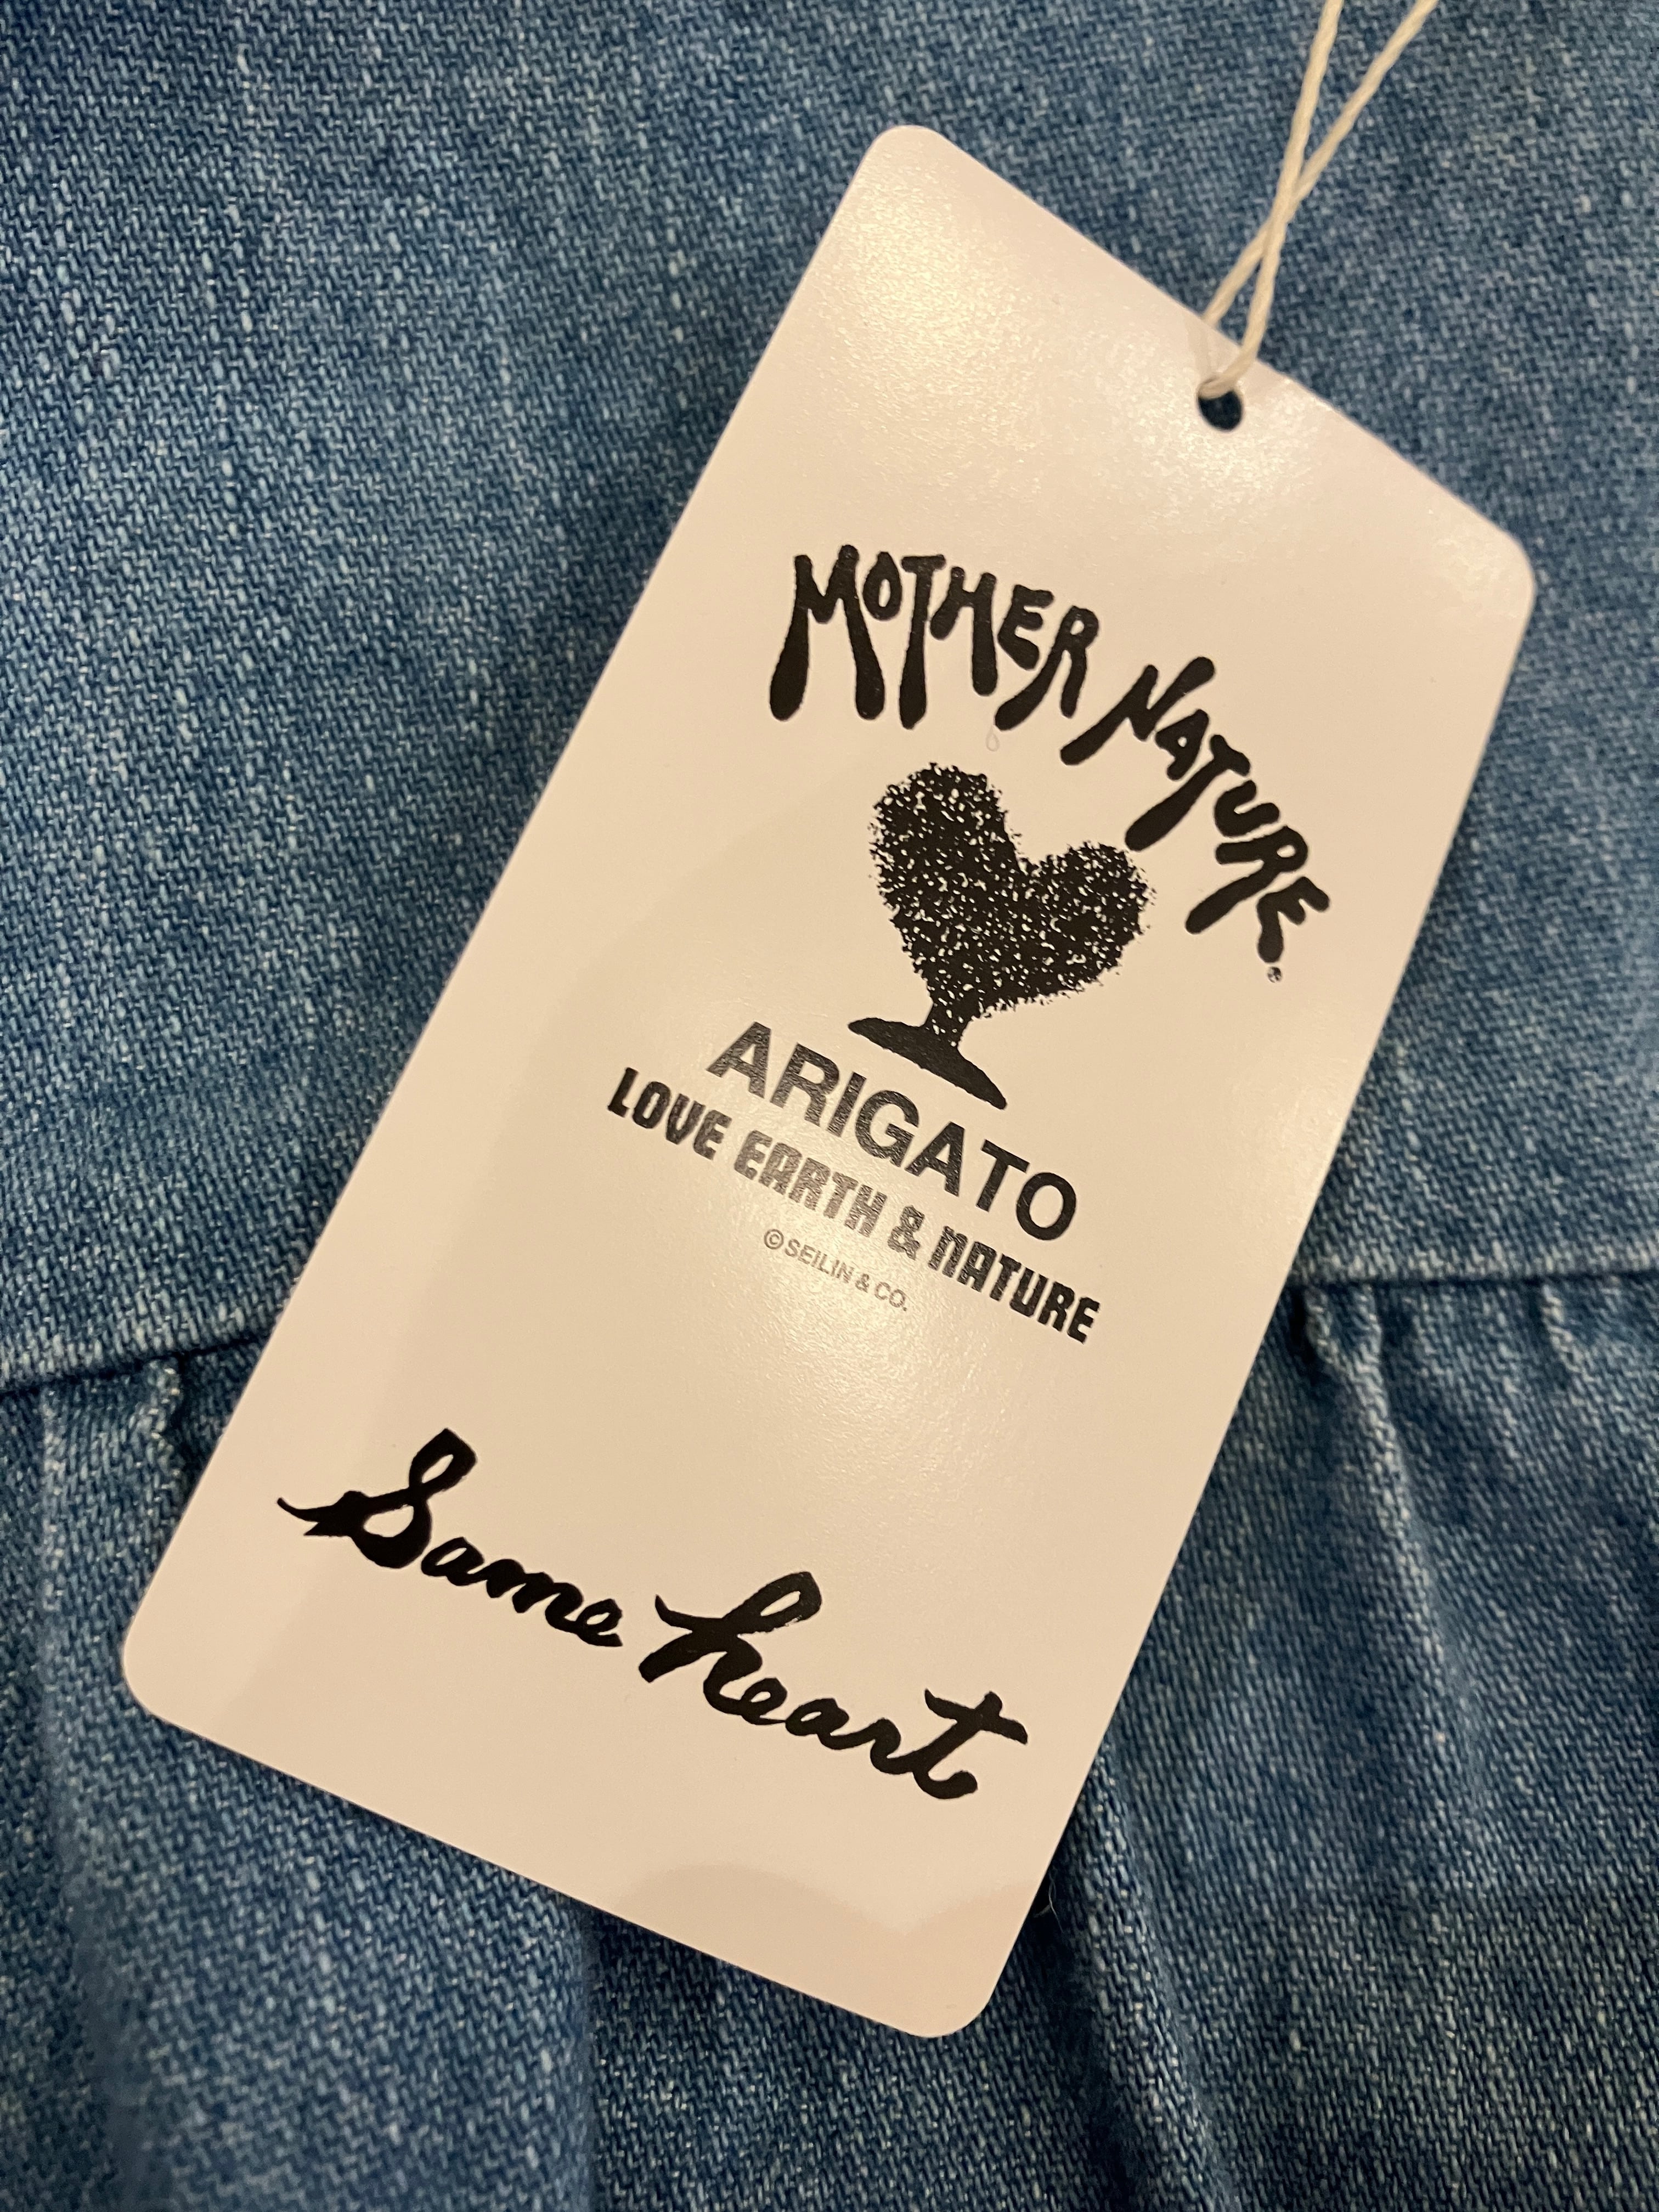 MOTHER NATURE®
ARIGATO
LOVE EARTH & NATURE
©SEILIN & CO.
Same heart